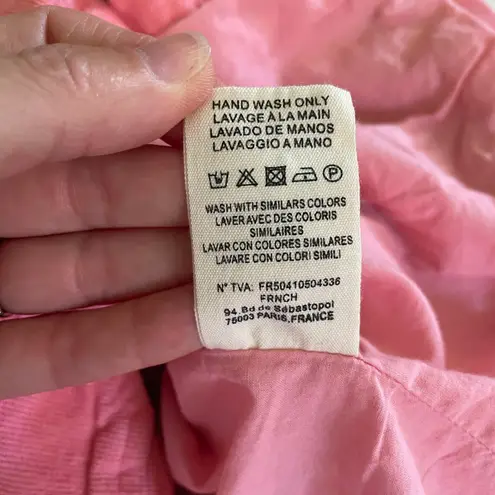 HAND WASH ONLY
LAVAGE À LA MAIN
LAVADO DE MANOS
LAVAGGIO A MANO
P
WASH WITH SIMILARS COLORS
LAVER AVEC DES COLORIS
SIMILAIRES
LAVAR CON COLORES SIMILARES
LAVARE CON COLORI SIMILI
N° TVA: FR50410504336
FRNCH
94, Bd de Sébastopol
75003 PARIS, FRANCE